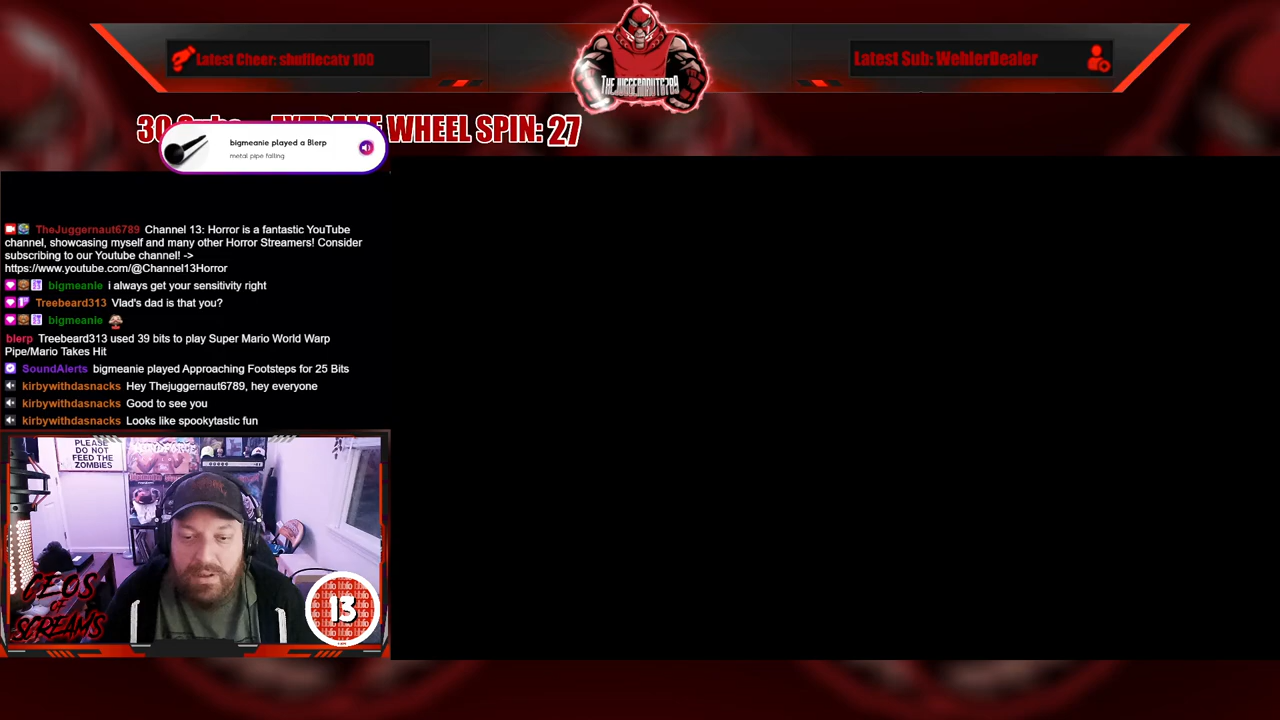 Latest Cheer: shufflecatv 100
THEJUGGERNAUT6789
Latest Sub: WehlerDealer
30 WHEEL SPIN: 27
bigmeanie played a Blerp
metal pipe falling
TheJuggernaut6789 Channel 13: Horror is a fantastic YouTube
channel, showcasing myself and many other Horror Streamers! Consider
subscribing to our Youtube channel! ->
https://www.youtube.com/@Channel13Horror
bigmeanie i always get your sensitivity right
Treebeard313 Vlad's dad is that you?
bigmeanie
blerp Treebeard313 used 39 bits to play Super Mario World Warp
Pipe/Mario Takes Hit
SoundAlerts bigmeanie played Approaching Footsteps for 25 Bits
kirbywithdasnacks Hey Thejuggernaut6789, hey everyone
kirbywithdasnacks Good to see you
kirbywithdasnacks Looks like spookytastic fun
PLEASE
DO NOT
FEED THE
ZOMBIES
CEOS
OF
SCREAMS
13